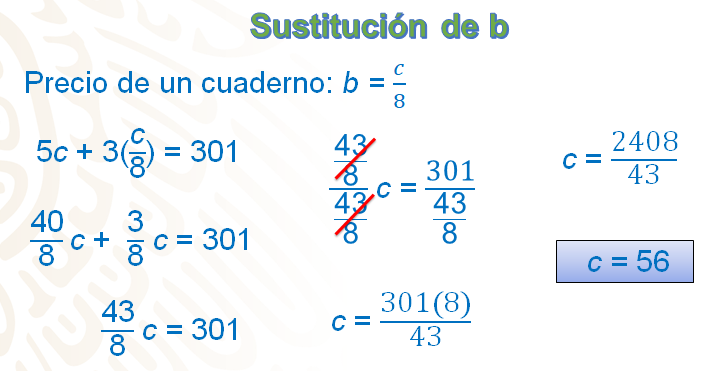 Sustitución de b
Precio de un cuaderno: b = c/8
5c + 3(c/8) = 301
40/8 c + 3/8 c = 301
43/8 c = 301
(43/8)/(43/8) c = 301/(43/8)
c = 301(8)/43
c = 2408/43
c = 56